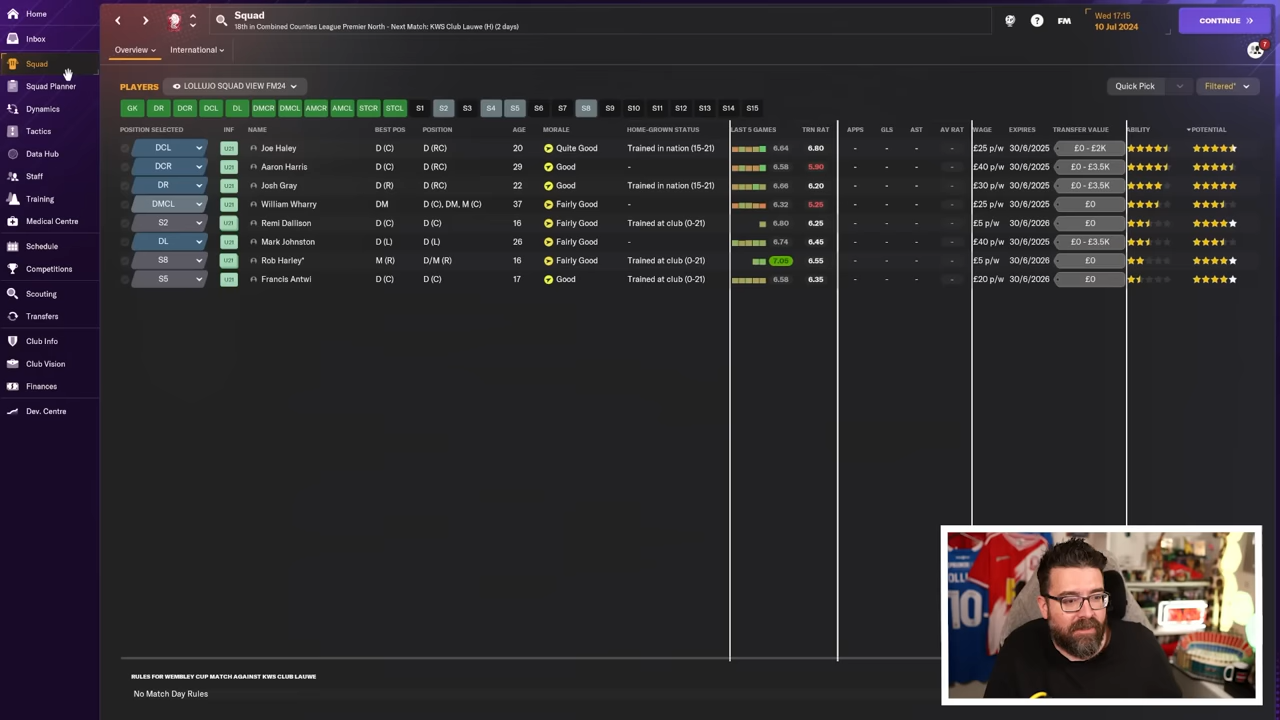 Home
Inbox
Squad
Squad Planner
Dynamics
Tactics
Data Hub
Staff
Training
Medical Centre
Schedule
Competitions
Scouting
Transfers
Club Info
Club Vision
Finances
Dev. Centre
Squad
18th in Combined Counties League Premier North - Next Match: KWS Club Lauwe (H) (2 days)
FM
Wed 17:15
10 Jul 2024
CONTINUE
Overview International
7
PLAYERS LOLLUJO SQUAD VIEW FM24 Quick Pick Filtered*
GK DR DCR DCL DL DMCR DMCL AMCR AMCL STCR STCL S1 S2 S3 S4 S5 S6 S7 S8 S9 S10 S11 S12 S13 S14 S15
POSITION SELECTED INF NAME BEST POS POSITION AGE MORALE HOME-GROWN STATUS LAST 5 GAMES TRN RAT APPS GLS AST AV RAT WAGE EXPIRES TRANSFER VALUE ABILITY POTENTIAL
DCL U21 Joe Haley D (C) D (RC) 20 Quite Good Trained in nation (15-21) 6.64 6.80 - - - - £25 p/w 30/6/2025 £0 - £2K
DCR U21 Aaron Harris D (C) D (RC) 29 Good - 6.58 5.90 - - - - £40 p/w 30/6/2025 £0 - £3.5K
DR U21 Josh Gray D (R) D (RC) 22 Good Trained in nation (15-21) 6.66 6.20 - - - - £30 p/w 30/6/2025 £0 - £3.5K
DMCL U21 William Wharry DM D (C), DM, M (C) 37 Fairly Good - 6.32 5.25 - - - - £25 p/w 30/6/2025 £0
S2 U21 Remi Dallison D (C) D (RC) 16 Fairly Good Trained at club (0-21) 6.80 6.25 - - - - £5 p/w 30/6/2026 £0
DL U21 Mark Johnston D (L) D (L) 26 Fairly Good - 6.74 6.45 - - - - £40 p/w 30/6/2025 £0 - £3.5K
S8 U21 Rob Harley* M (R) D/M (R) 16 Fairly Good Trained at club (0-21) 7.05 6.55 - - - - £5 p/w 30/6/2026 £0
S5 U21 Francis Antwi D (C) D (C) 17 Good Trained at club (0-21) 6.58 6.35 - - - - £20 p/w 30/6/2026 £0
RULES FOR WEMBLEY CUP MATCH AGAINST KWS CLUB LAUWE
No Match Day Rules
10